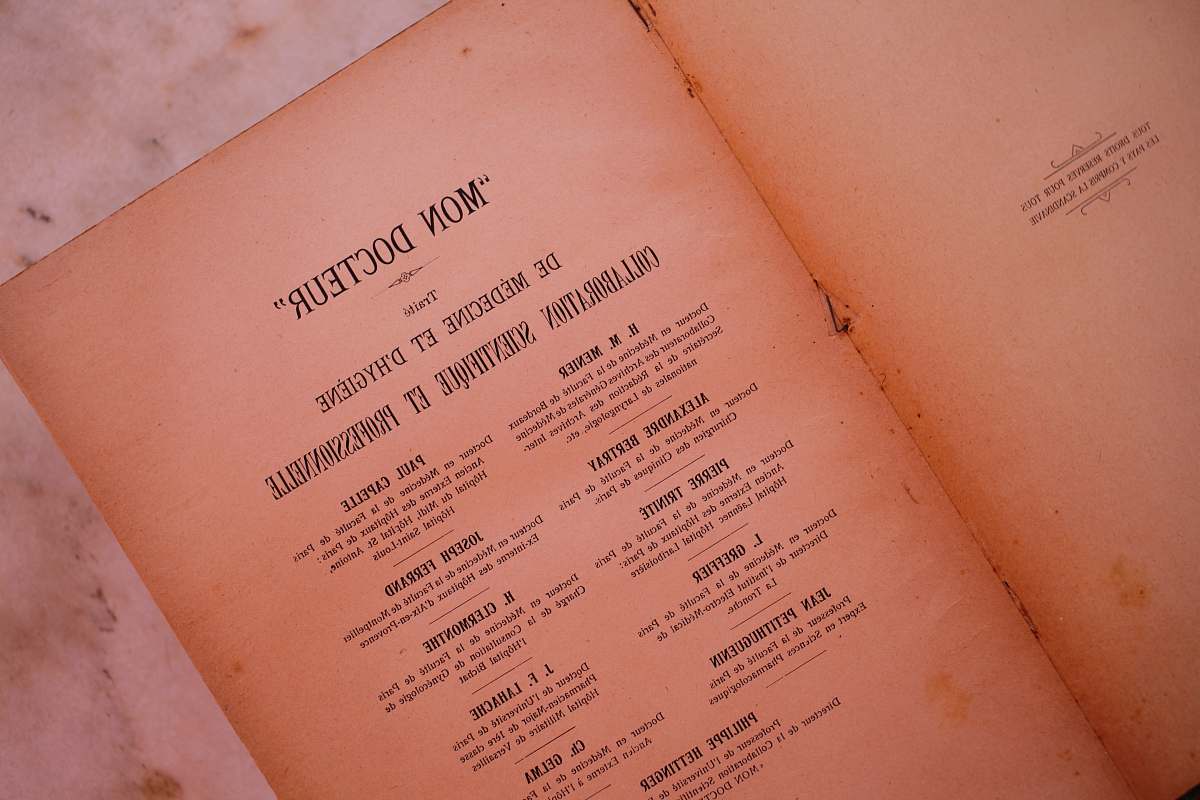 TOUS DROITS RESERVES POUR TOUS
LES PAYS Y COMPRIS LA SCANDINAVIE
“MON DOCTEUR”
Traité
DE MÉDECINE ET D'HYGIÈNE
COLLABORATION SCIENTIFIQUE ET PROFESSIONNELLE
H. M. MENIER
Docteur en Médecine de la Faculté de Bordeaux
Collaborateur des Archives Générales de Médecine
Secrétaire de la Rédaction des Archives Inter-
nationales de Laryngologie, etc.
ALEXANDRE BERTRAY
Docteur en Médecine de la Faculté de Paris
Chirurgien des Cliniques de Paris.
PIERRE TRINITÉ
Docteur en Médecine de la Faculté de Paris
Ancien Externe des Hôpitaux de Paris:
Hôpital Laënnec Hôpital Lariboisière
L. GREFFIER
Docteur en Médecine de la Faculté de Paris
Directeur de l'Institut Electro-Médical de
La Tronche.
JEAN PETITHUGUENIN
Professeur de la Faculté de Paris
Expert en Sciences Pharmacologiques
PHILIPPE HETTINGER
Professeur de l'Université
Directeur de la Collaboration Scientifi
“MON DOCT
PAUL CAPELLE
Docteur en Médecine de la Faculté de Paris
Ancien Externe des Hôpitaux de Paris:
Hôpital du Midi, Hôpital St. Antoine,
Hôpital Saint-Louis
JOSEPH FERRAND
Docteur en Médecine de la Faculté de Montpellier
Ex-interne des Hôpitaux d'Aix-en-Provence
H. CLERMONTHE
Docteur en Médecine de la Faculté de Paris
Chargé de la Consultation de Gynécologie de
l'Hôpital Bichat
J. F. LAHACHE
Docteur de l'Université de Paris
Pharmacien-Major de 1ère classe
Hôpital Militaire de Versailles
Ch. GELMA
Docteur en Médecine de la Fa
Ancien Externe à l'Hôp